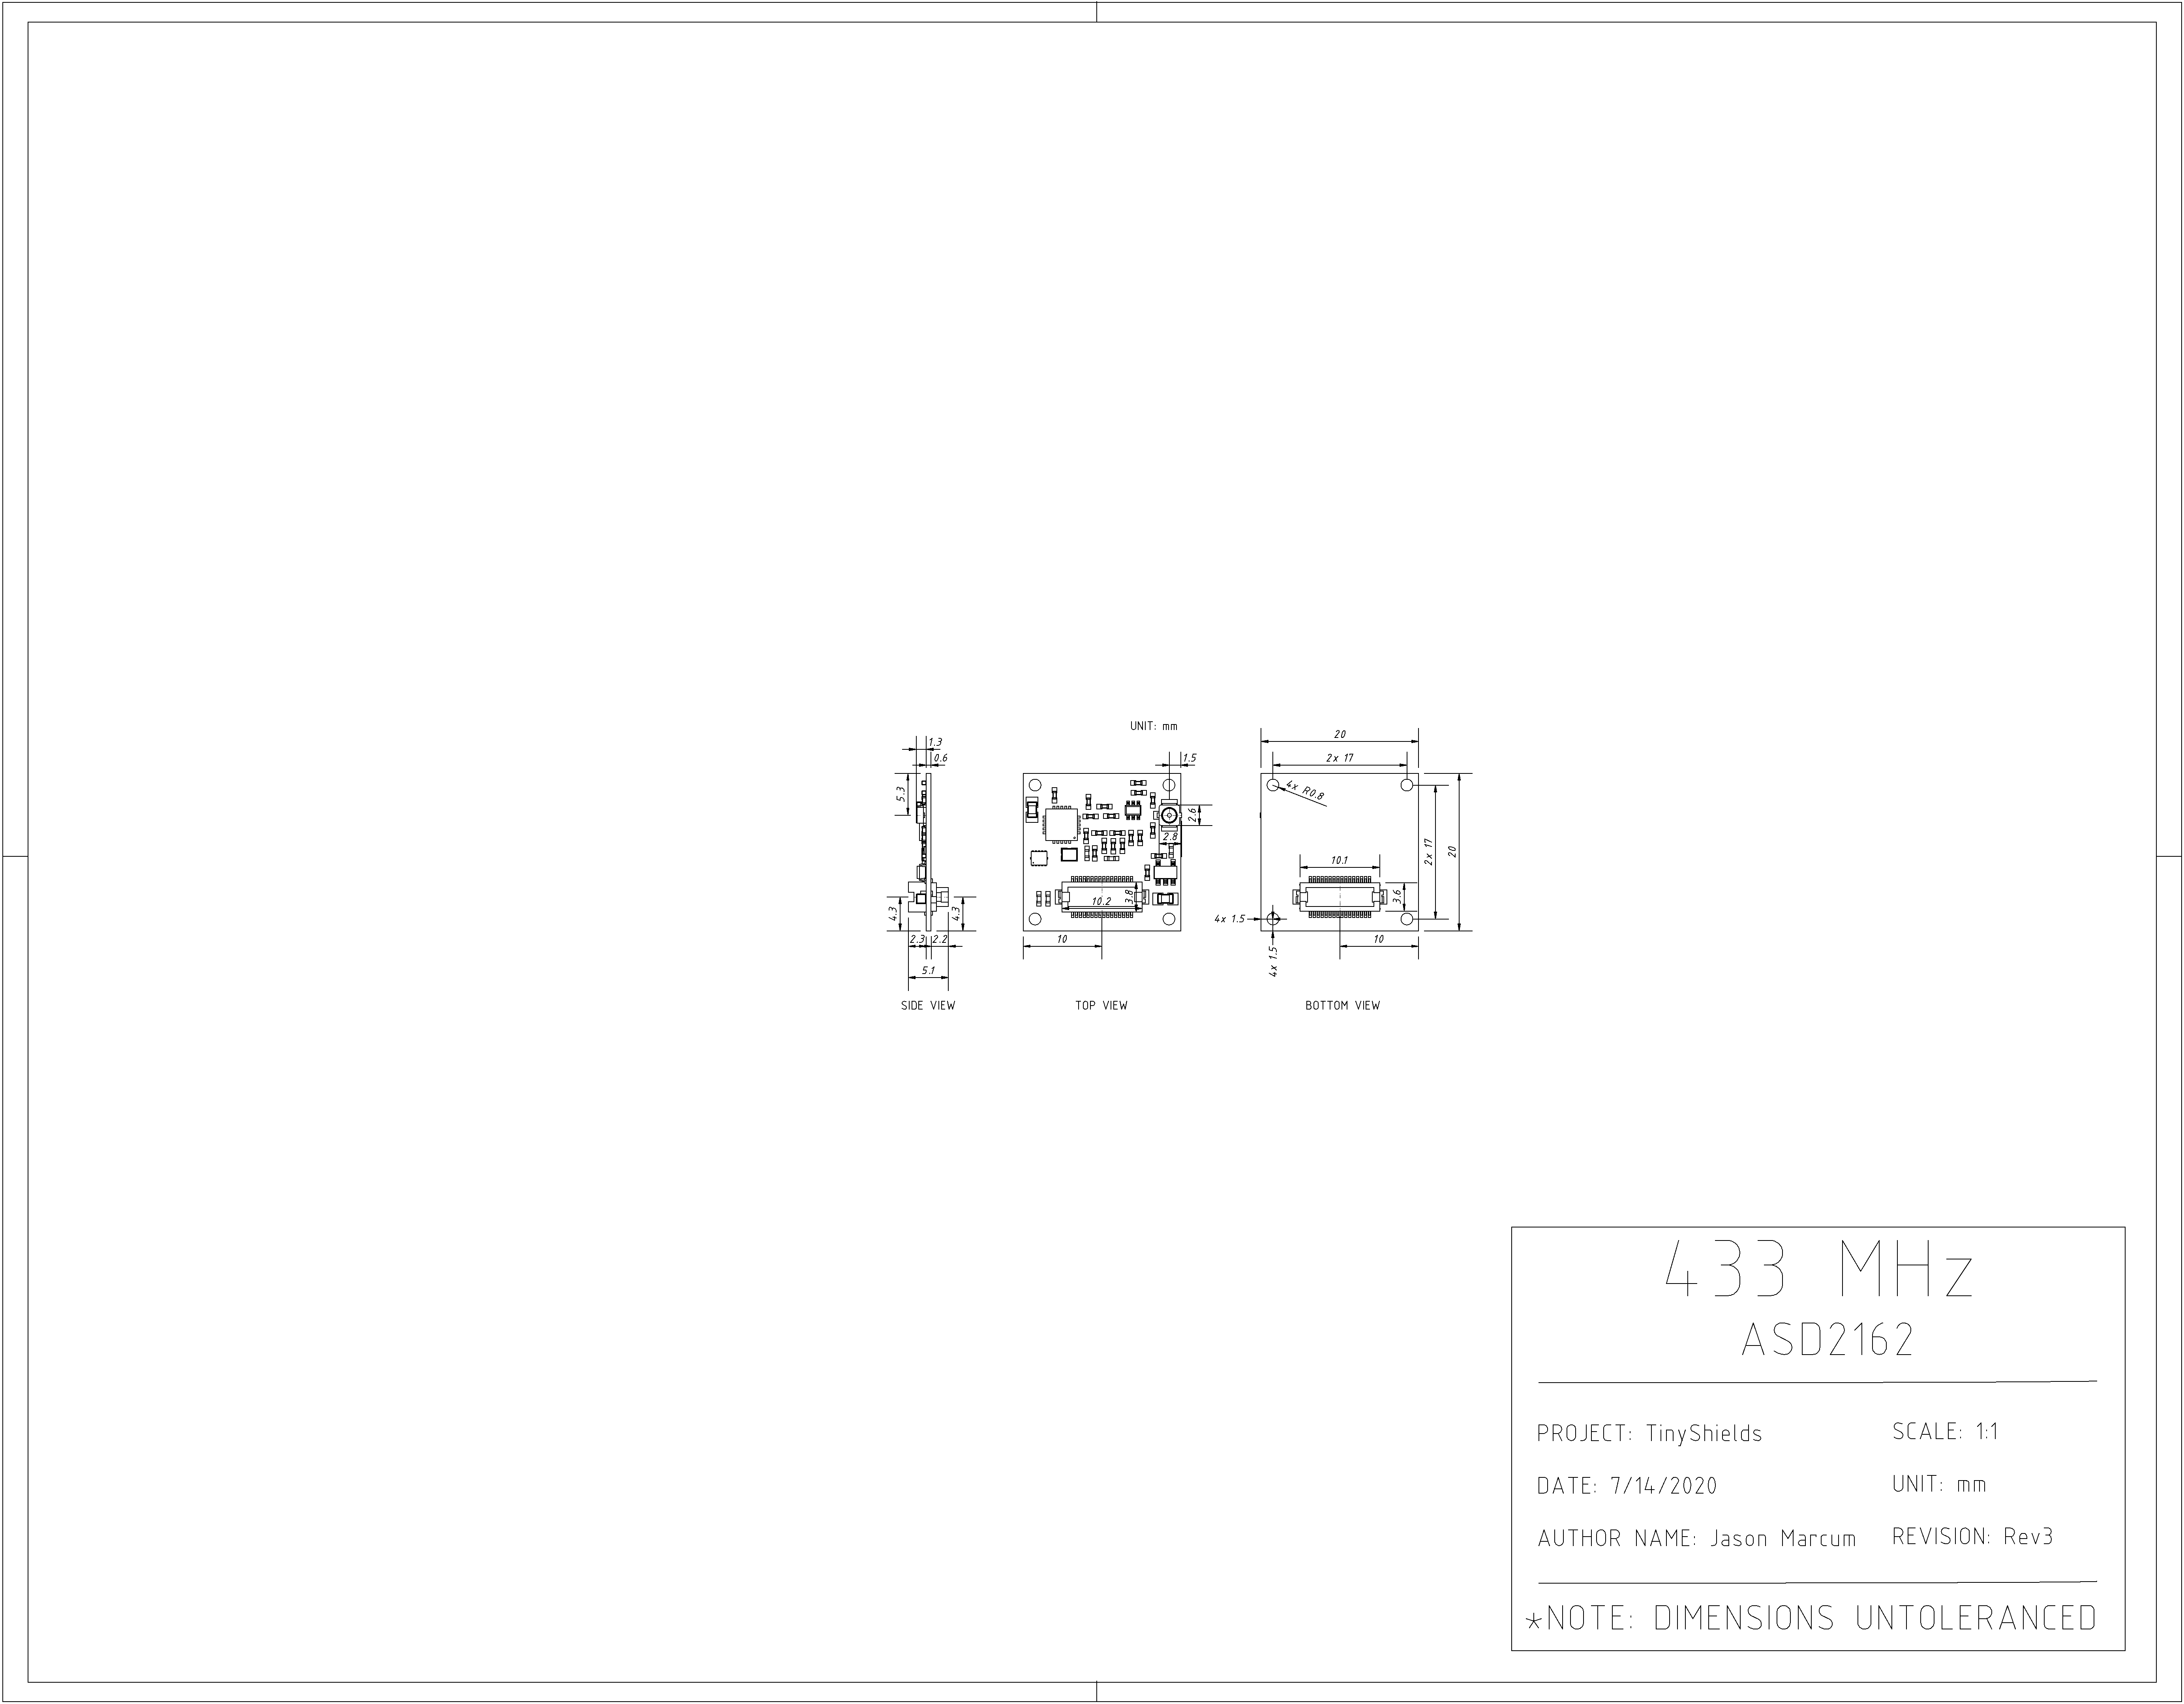 UNIT: mm
1.3
0.6
5.3
4.3
4.3
2.3
2.2
5.1
SIDE VIEW
1.5
2.6
2.8
3.8
10.2
10
TOP VIEW
20
2x 17
4x R0.8
2x 17
20
10.1
3.6
4x 1.5
4x 1.5
10
BOTTOM VIEW
433 MHz
ASD2162
PROJECT: TinyShields
SCALE: 1:1
DATE: 7/14/2020
UNIT: mm
AUTHOR NAME: Jason Marcum
REVISION: Rev3
*NOTE: DIMENSIONS UNTOLERANCED